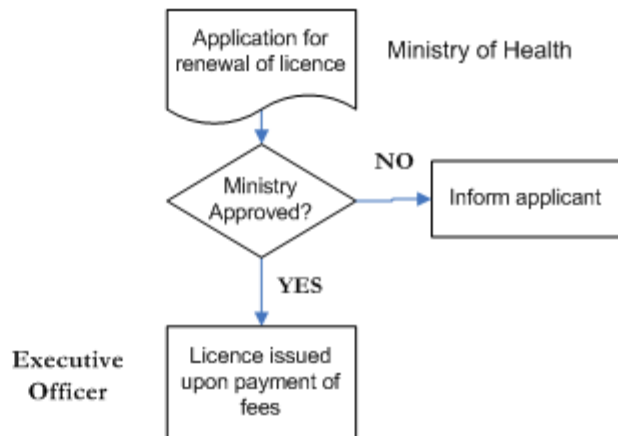 Application for
renewal of licence
Ministry of Health
Ministry
Approved?
NO
Inform applicant
YES
Executive
Officer
Licence issued
upon payment of
fees